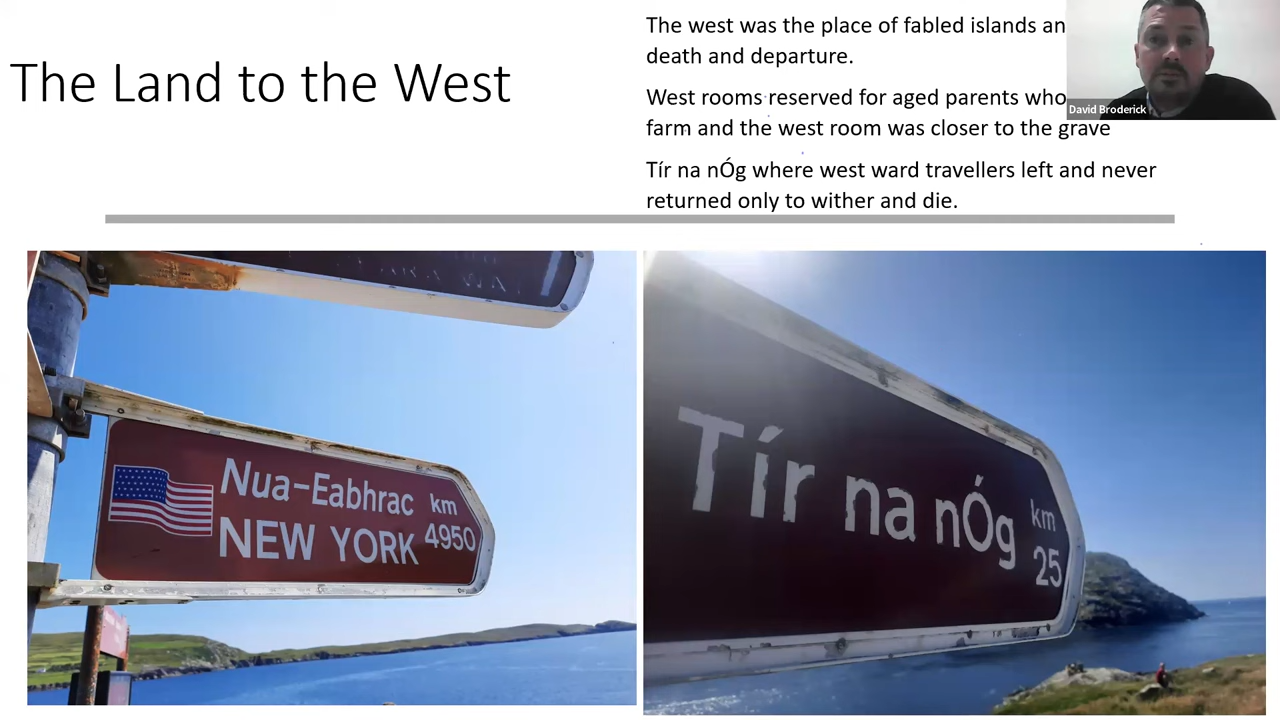 The Land to the West
The west was the place of fabled islands
death and departure.
West rooms reserved for aged parents who
farm and the west room was closer to the grave
Tír na nÓg where west ward travellers left and never
returned only to wither and die.
David Broderick
Nua-Eabhrac km
NEW YORK 4950
Tír na nÓg km
25